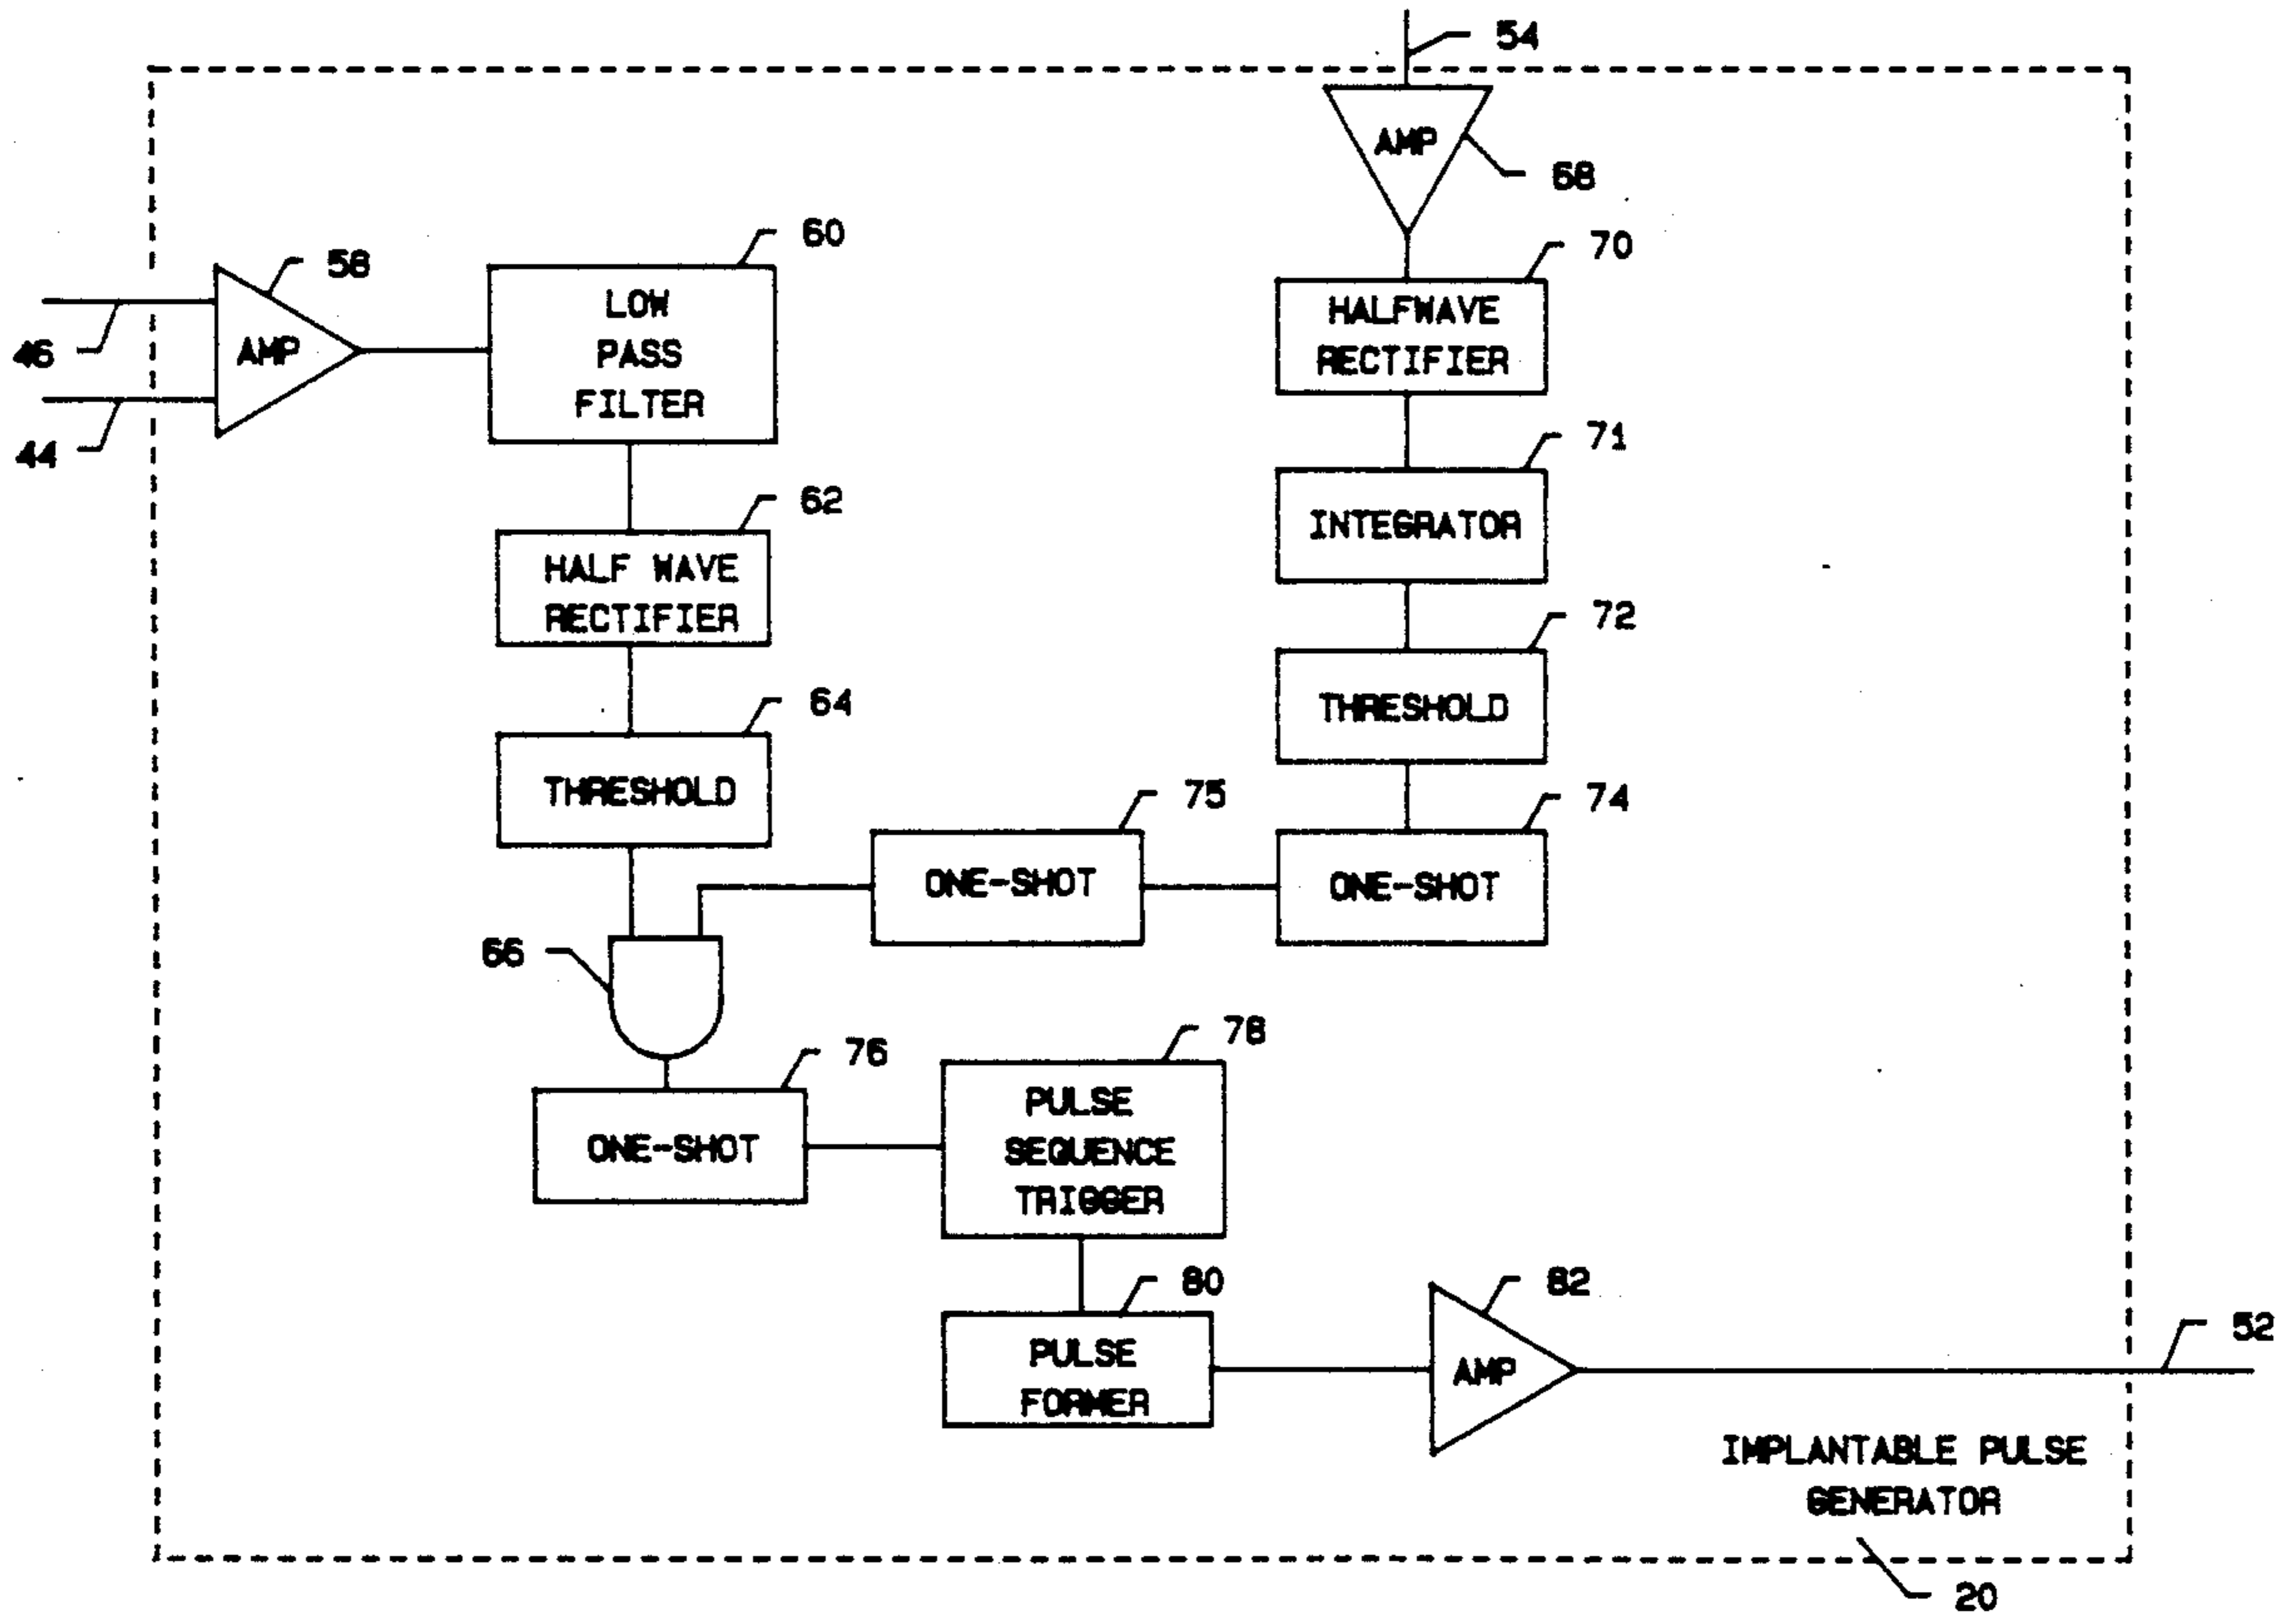 54
AMP
68
58
60
70
46
AMP
LOW
PASS
FILTER
HALFWAVE
RECTIFIER
44
71
62
INTEGRATOR
HALF WAVE
RECTIFIER
72
64
THRESHOLD
THRESHOLD
75
74
ONE-SHOT
ONE-SHOT
66
76
78
ONE-SHOT
PULSE
SEQUENCE
TRIGGER
80
82
52
PULSE
FORMER
AMP
IMPLANTABLE PULSE
GENERATOR
20